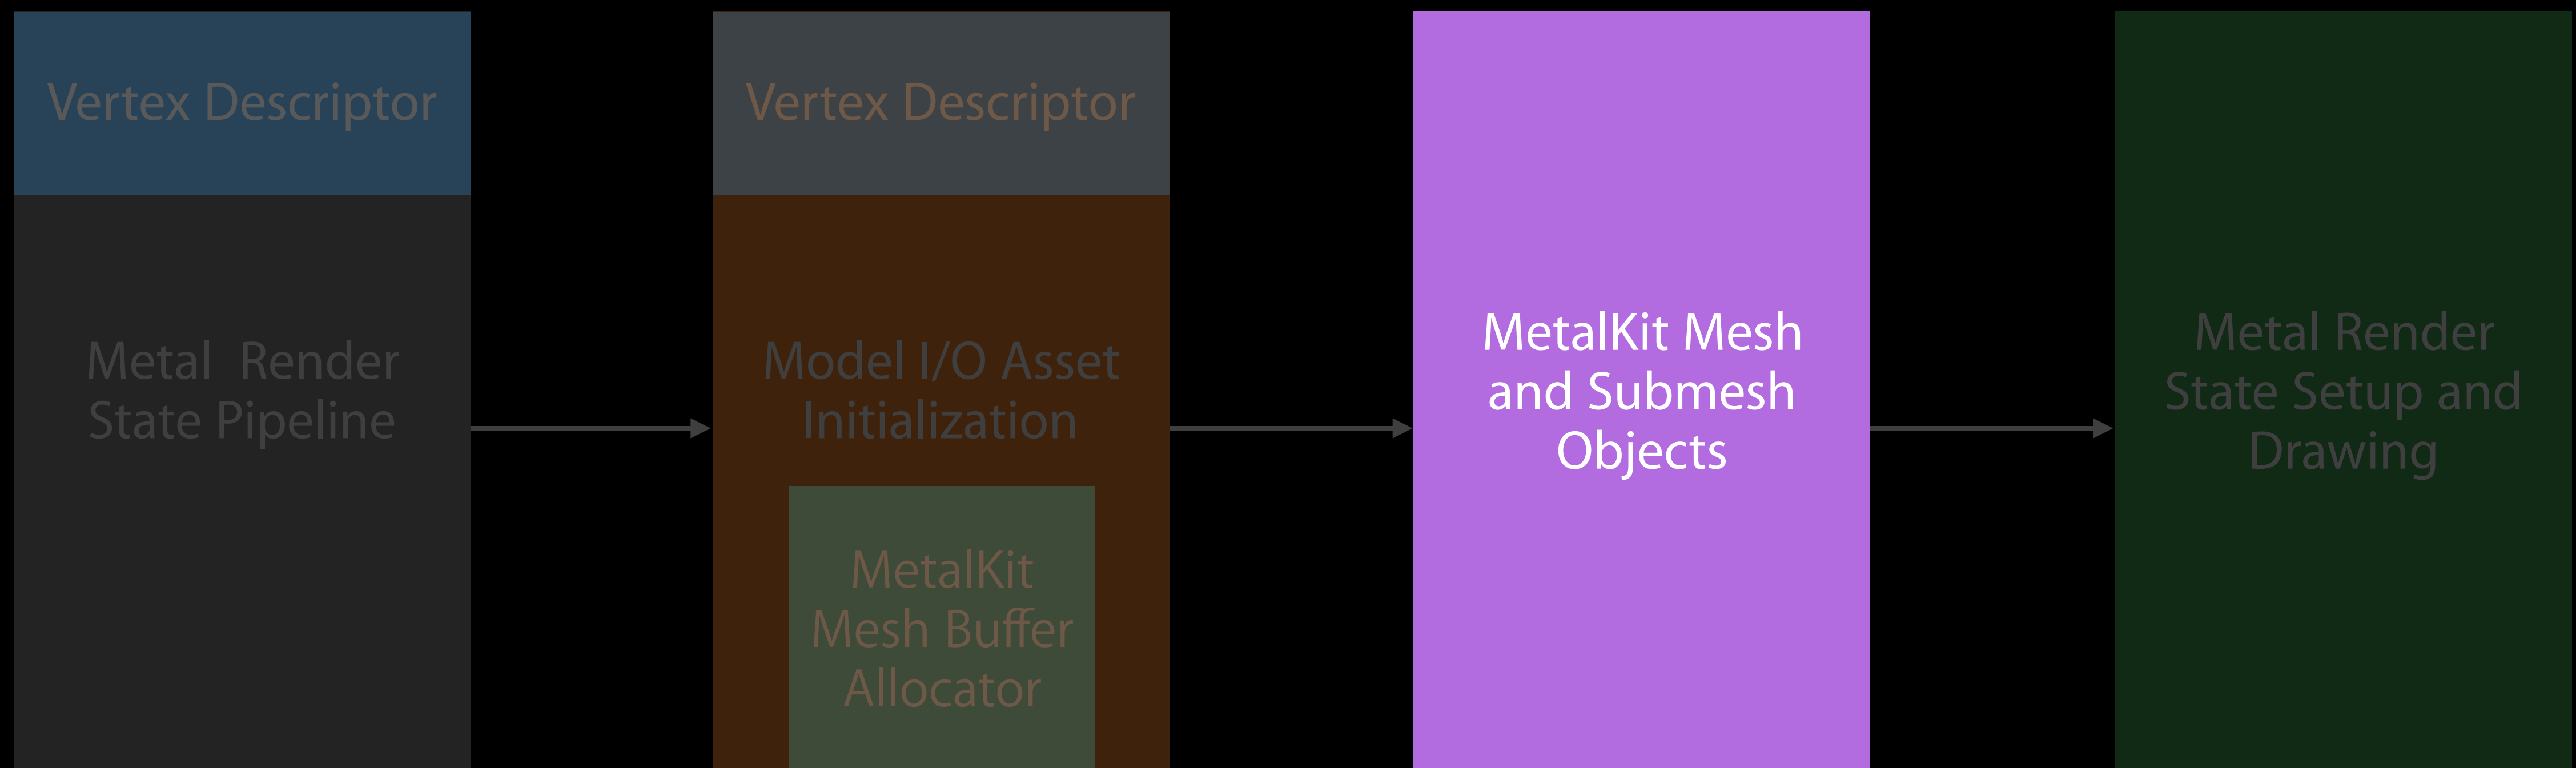 Vertex Descriptor
Metal  Render
State Pipeline
Vertex Descriptor
Model I/O Asset
Initialization
MetalKit
Mesh Buffer
Allocator
MetalKit Mesh
and Submesh
Objects
Metal Render
State Setup and
Drawing